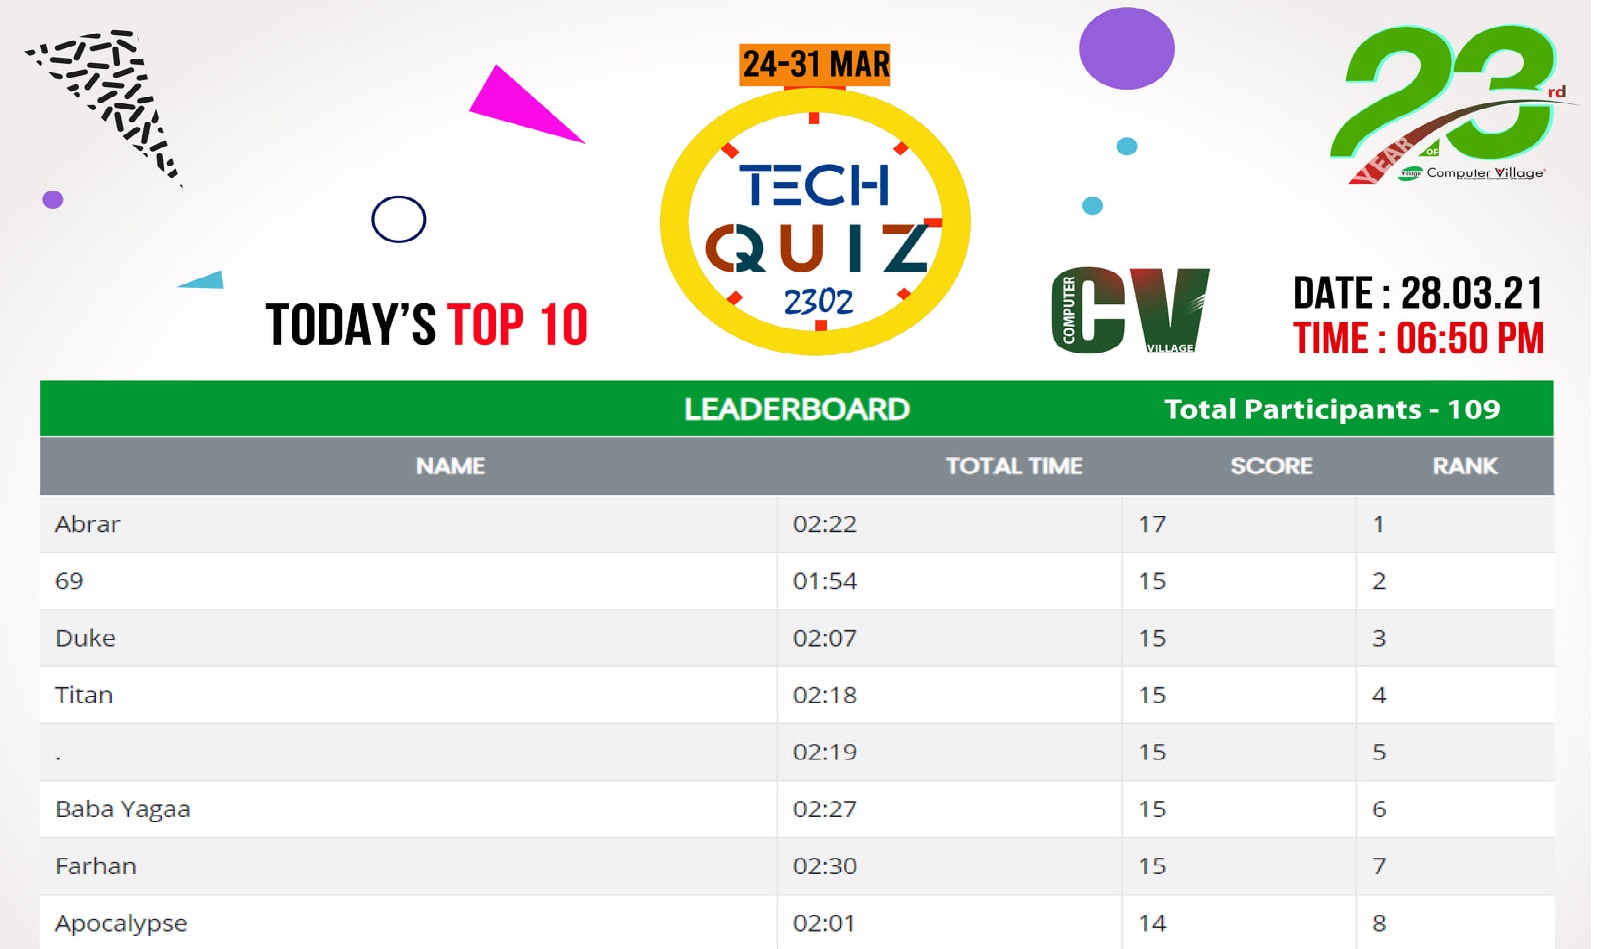 24-31 MAR
23rd
YEAR OF
Village Computer Village
TECH
QUIZ
2302
COMPUTER CV VILLAGE
TODAY'S TOP 10
DATE : 28.03.21
TIME : 06:50 PM
LEADERBOARD Total Participants - 109
NAME TOTAL TIME SCORE RANK
Abrar 02:22 17 1
69 01:54 15 2
Duke 02:07 15 3
Titan 02:18 15 4
. 02:19 15 5
Baba Yagaa 02:27 15 6
Farhan 02:30 15 7
Apocalypse 02:01 14 8